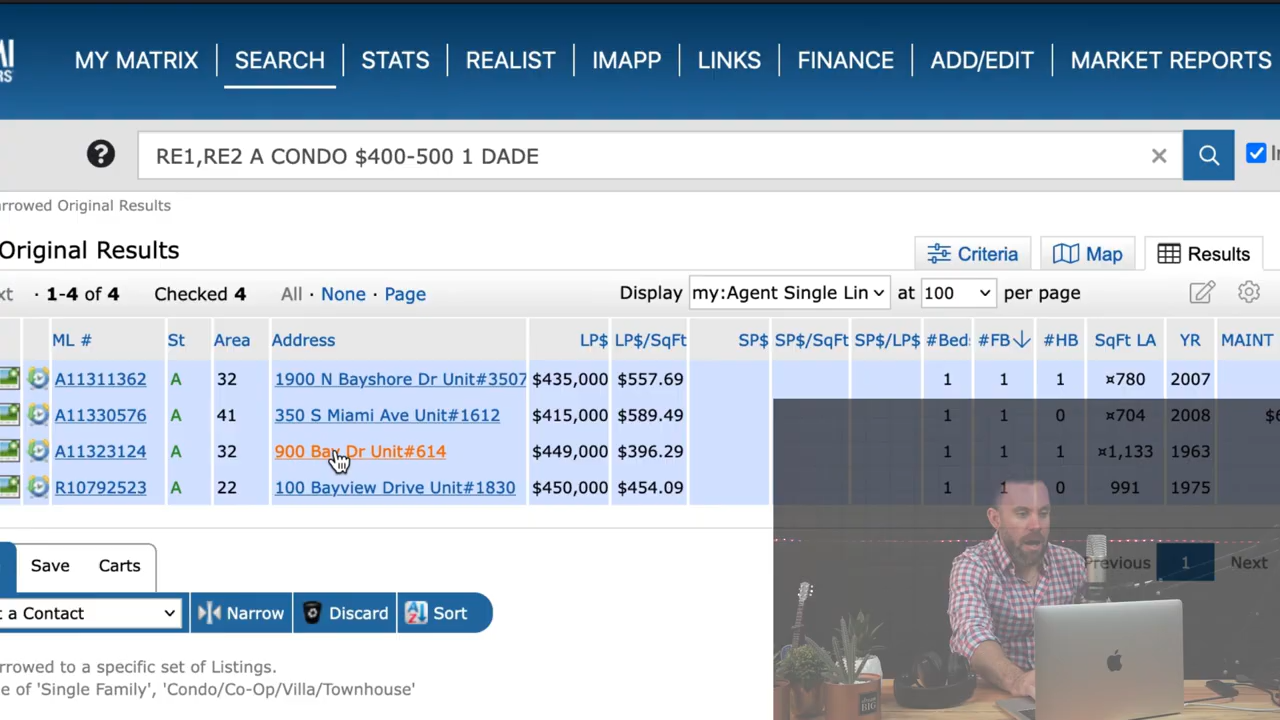 MY MATRIX SEARCH STATS REALIST IMAPP LINKS FINANCE ADD/EDIT MARKET REPORTS
? RE1,RE2 A CONDO $400-500 1 DADE ×
Original Results
Original Results Criteria Map Results
· 1-4 of 4 Checked 4 All · None · Page Display my:Agent Single Lin at 100 per page
ML # St Area Address LP$ LP$/SqFt SP$ SP$/SqFt SP$/LP$ #Beds #FB #HB SqFt LA YR MAINT
A11311362 A 32 1900 N Bayshore Dr Unit#3507 $435,000 $557.69 1 1 1 ¤780 2007
A11330576 A 41 350 S Miami Ave Unit#1612 $415,000 $589.49 1 1 0 ¤704 2008
A11323124 A 32 900 Bay Dr Unit#614 $449,000 $396.29 1 1 1 ¤1,133 1963
R10792523 A 22 100 Bayview Drive Unit#1830 $450,000 $454.09 1 1 0 991 1975
Save Carts Previous 1 Next
a Contact Narrow Discard Sort
to a specific set of Listings.
of 'Single Family', 'Condo/Co-Op/Villa/Townhouse'